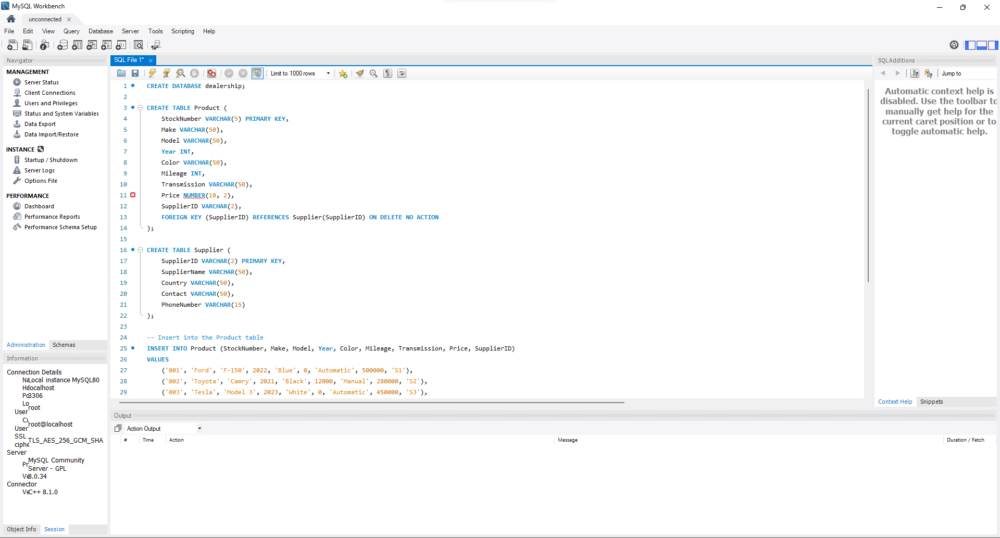 MySQL Workbench
unconnected
File Edit View Query Database Server Tools Scripting Help
Navigator
MANAGEMENT
Server Status
Client Connections
Users and Privileges
Status and System Variables
Data Export
Data Import/Restore
INSTANCE
Startup / Shutdown
Server Logs
Options File
PERFORMANCE
Dashboard
Performance Reports
Performance Schema Setup
Administration Schemas
Information
Connection Details
Local instance MySQL80
localhost
3306
root
User
root@localhost
User
SSL
TLS_AES_256_GCM_SHA
ciphe
Server
MySQL Community
Server - GPL
8.0.34
Connector
C++ 8.1.0
Object Info Session
SQL File 1*
Limit to 1000 rows
1 CREATE DATABASE dealership;
2
3 CREATE TABLE Product (
4 StockNumber VARCHAR(5) PRIMARY KEY,
5 Make VARCHAR(50),
6 Model VARCHAR(50),
7 Year INT,
8 Color VARCHAR(50),
9 Mileage INT,
10 Transmission VARCHAR(50),
11 Price NUMBER(10, 2),
12 SupplierID VARCHAR(2),
13 FOREIGN KEY (SupplierID) REFERENCES Supplier(SupplierID) ON DELETE NO ACTION
14 );
15
16 CREATE TABLE Supplier (
17 SupplierID VARCHAR(2) PRIMARY KEY,
18 SupplierName VARCHAR(50),
19 Country VARCHAR(50),
20 Contact VARCHAR(50),
21 PhoneNumber VARCHAR(15)
22 );
23
24 -- Insert into the Product table
25 INSERT INTO Product (StockNumber, Make, Model, Year, Color, Mileage, Transmission, Price, SupplierID)
26 VALUES
27 ('001', 'Ford', 'F-150', 2022, 'Blue', 0, 'Automatic', 500000, 'S1'),
28 ('002', 'Toyota', 'Camry', 2021, 'Black', 12000, 'Manual', 280000, 'S2'),
29 ('003', 'Tesla', 'Model 3', 2023, 'White', 0, 'Automatic', 450000, 'S3'),
Output
Action Output
# Time Action Message Duration / Fetch
SQLAdditions
Jump to
Automatic context help is
disabled. Use the toolbar to
manually get help for the
current caret position or to
toggle automatic help.
Context Help Snippets